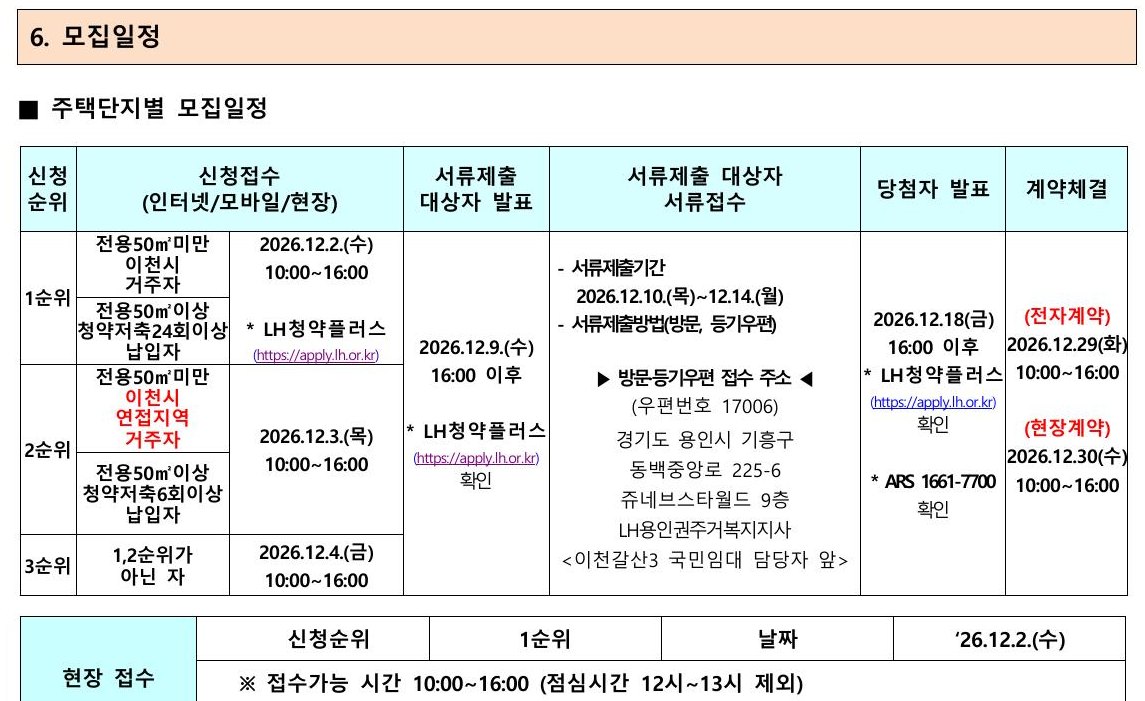 6. 모집일정
■ 주택단지별 모집일정
신청
순위
신청접수
(인터넷/모바일/현장)
서류제출
대상자 발표
서류제출 대상자
서류접수
당첨자 발표
계약체결
1순위
전용50㎡미만
이천시
거주자
2026.12.2.(수)
10:00~16:00
전용50㎡이상
청약저축24회이상
납입자
* LH청약플러스
(https://apply.lh.or.kr)
2순위
전용50㎡미만
이천시
연접지역
거주자
2026.12.3.(목)
10:00~16:00
전용50㎡이상
청약저축6회이상
납입자
3순위
1,2순위가
아닌 자
2026.12.4.(금)
10:00~16:00
2026.12.9.(수)
16:00 이후
* LH청약플러스
(https://apply.lh.or.kr)
확인
- 서류제출기간
2026.12.10.(목)~12.14.(월)
- 서류제출방법(방문, 등기우편)
▶ 방문·등기우편 접수 주소 ◀
(우편번호 17006)
경기도 용인시 기흥구
동백중앙로 225-6
쥬네브스타월드 9층
LH용인권주거복지지사
<이천갈산3 국민임대 담당자 앞>
2026.12.18(금)
16:00 이후
* LH청약플러스
(https://apply.lh.or.kr)
확인
* ARS 1661-7700
확인
(전자계약)
2026.12.29(화)
10:00~16:00
(현장계약)
2026.12.30(수)
10:00~16:00
현장 접수
신청순위
1순위
날짜
‘26.12.2.(수)
※ 접수가능 시간 10:00~16:00 (점심시간 12시~13시 제외)